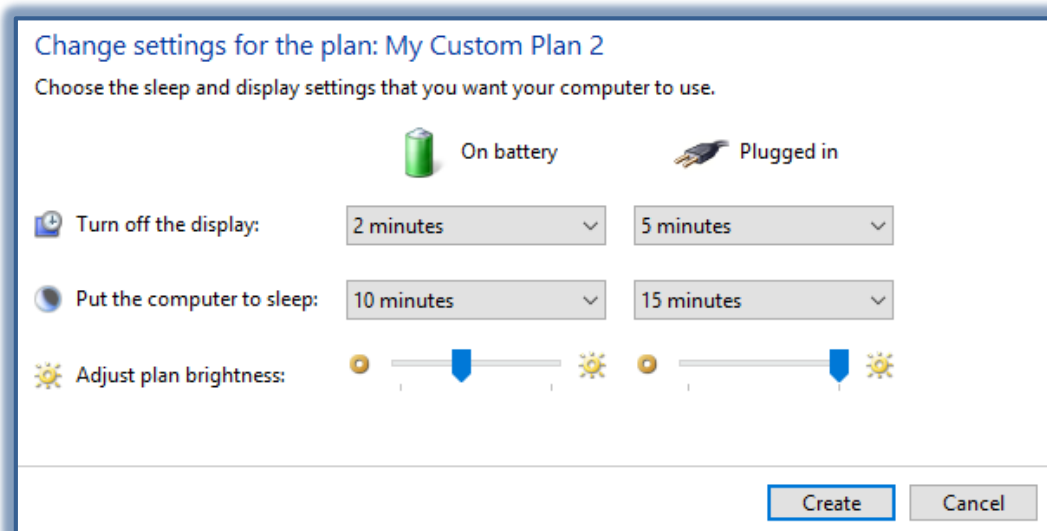 Change settings for the plan: My Custom Plan 2
Choose the sleep and display settings that you want your computer to use.
On battery Plugged in
Turn off the display: 2 minutes 5 minutes
Put the computer to sleep: 10 minutes 15 minutes
Adjust plan brightness:
Create Cancel